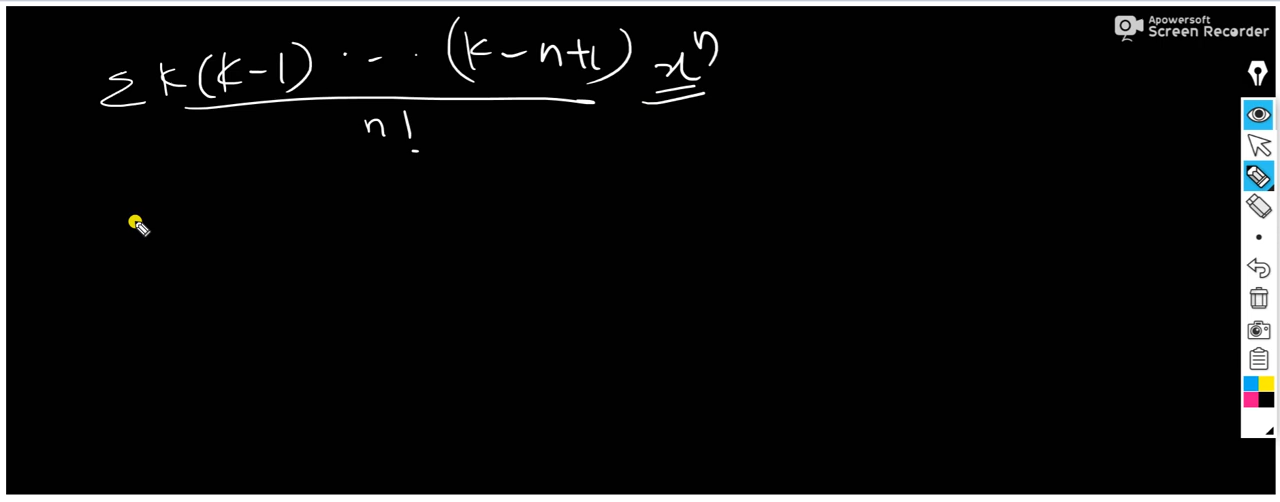 Σ k(k-1) ... (k-n+1) x^n
n!
Apowersoft
Screen Recorder